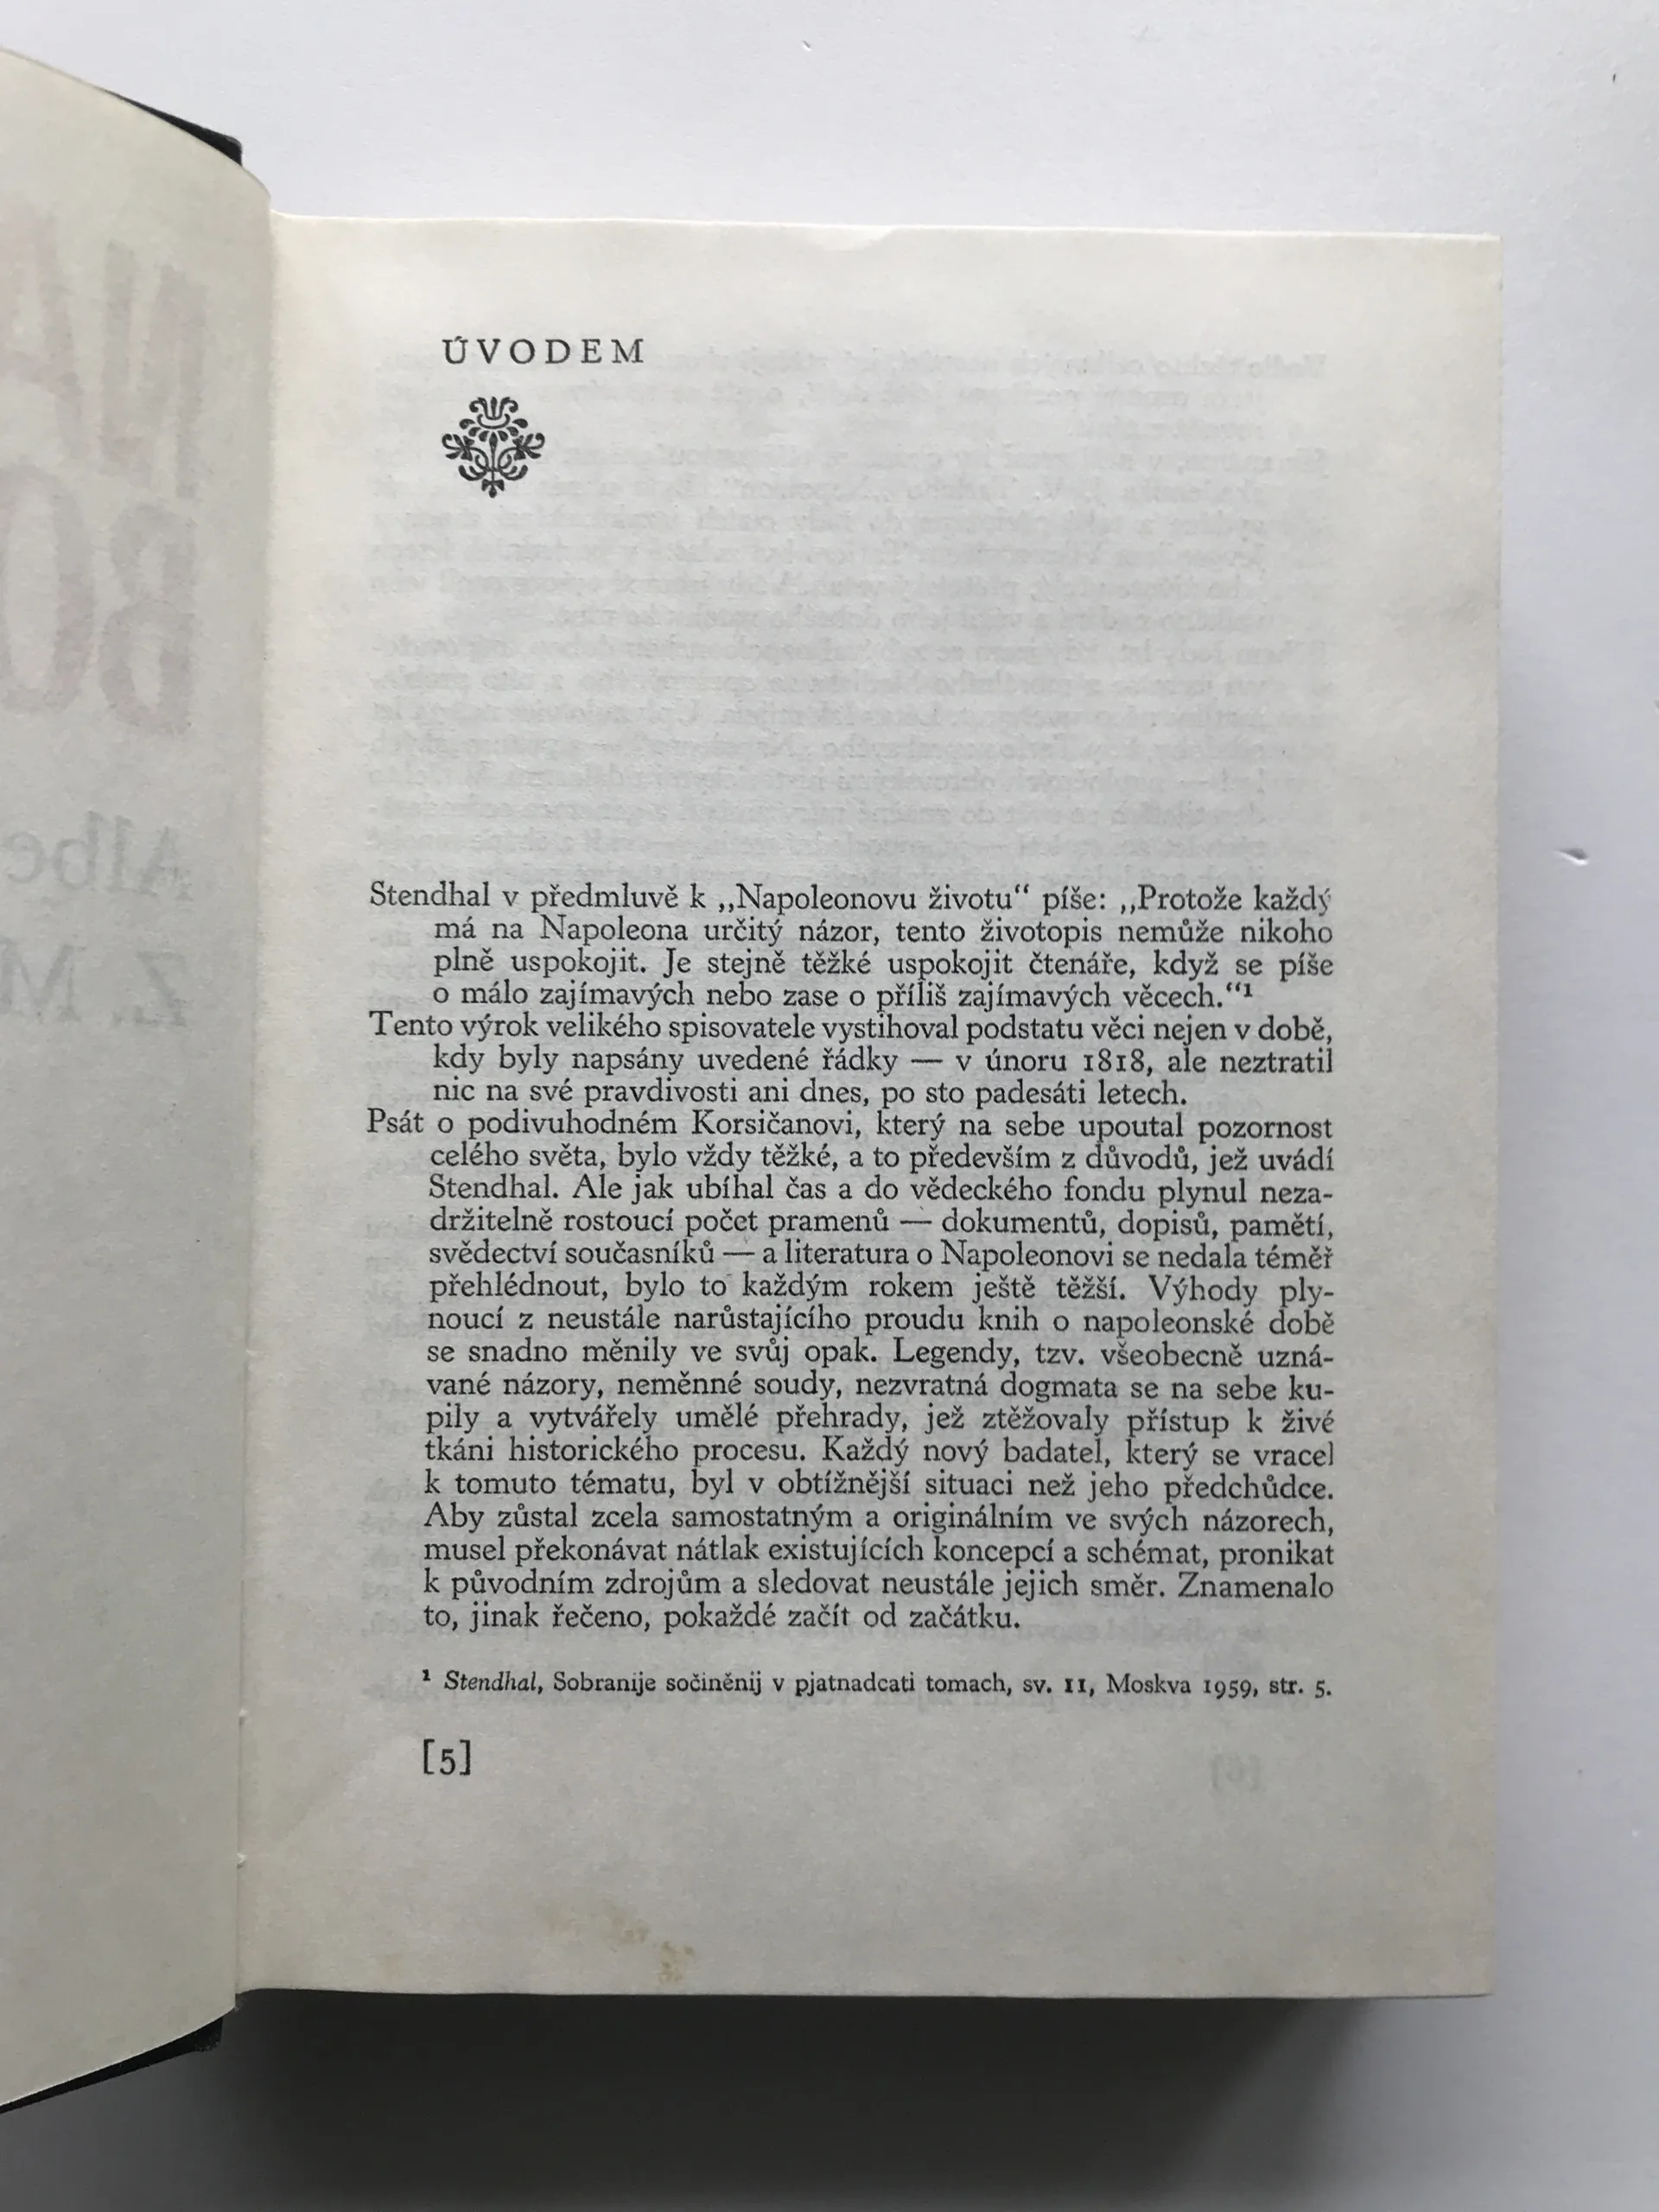 ÚVODEM
Stendhal v předmluvě k „Napoleonovu životu“ píše: „Protože každý
má na Napoleona určitý názor, tento životopis nemůže nikoho
plně uspokojit. Je stejně těžké uspokojit čtenáře, když se píše
o málo zajímavých nebo zase o příliš zajímavých věcech.“¹
Tento výrok velikého spisovatele vystihoval podstatu věci nejen v době,
kdy byly napsány uvedené řádky — v únoru 1818, ale neztratil
nic na své pravdivosti ani dnes, po sto padesáti letech.
Psát o podivuhodném Korsičanovi, který na sebe upoutal pozornost
celého světa, bylo vždy těžké, a to především z důvodů, jež uvádí
Stendhal. Ale jak ubíhal čas a do vědeckého fondu plynul neza-
držitelně rostoucí počet pramenů — dokumentů, dopisů, pamětí,
svědectví současníků — a literatura o Napoleonovi se nedala téměř
přehlédnout, bylo to každým rokem ještě těžší. Výhody ply-
noucí z neustále narůstajícího proudu knih o napoleonské době
se snadno měnily ve svůj opak. Legendy, tzv. všeobecně uzná-
vané názory, neměnné soudy, nezvratná dogmata se na sebe ku-
pily a vytvářely umělé přehrady, jež ztěžovaly přístup k živé
tkáni historického procesu. Každý nový badatel, který se vracel
k tomuto tématu, byl v obtížnější situaci než jeho předchůdce.
Aby zůstal zcela samostatným a originálním ve svých názorech,
musel překonávat nátlak existujících koncepcí a schémat, pronikat
k původním zdrojům a sledovat neustále jejich směr. Znamenalo
to, jinak řečeno, pokaždé začít od začátku.
¹ Stendhal, Sobranije sočiněnij v pjatnadcati tomach, sv. 11, Moskva 1959, str. 5.
[5]